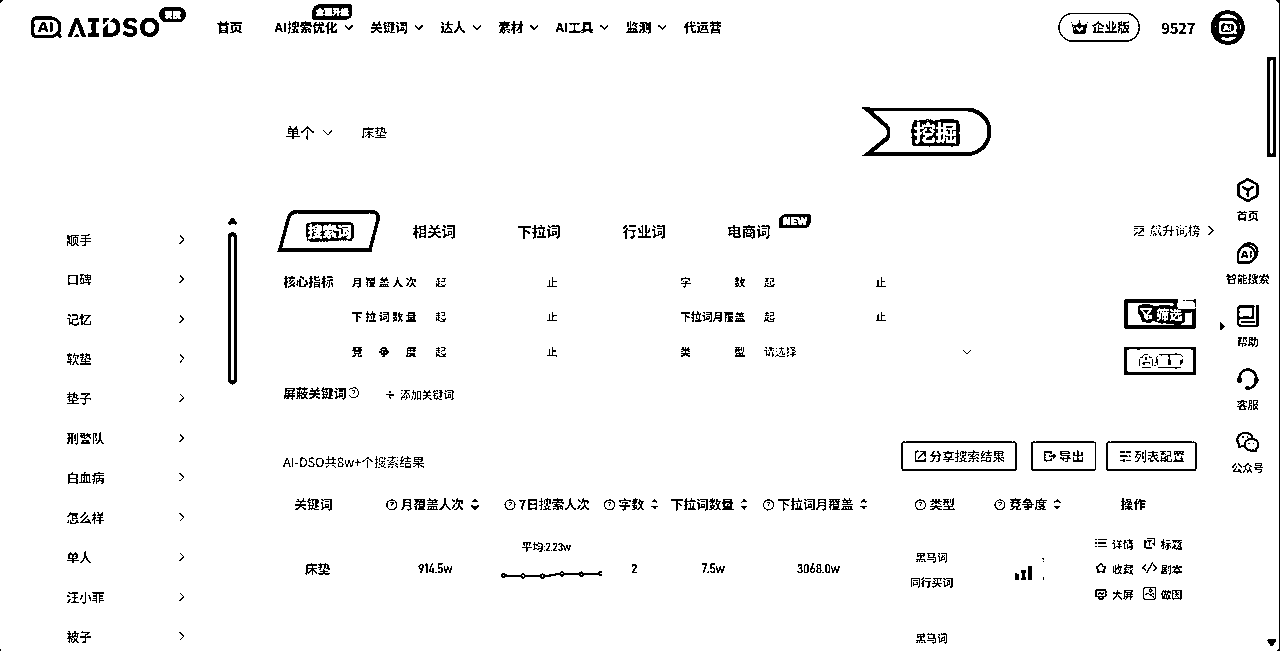 AIDSO
首页 AI搜索优化 关键词 达人 素材 AI工具 监测 代运营
企业版 9527
单个 床垫 挖掘
搜索词 相关词 下拉词 行业词 电商词 NEW
飙升词榜
核心指标 月覆盖人次 起 止 字数 起 止
下拉词数量 起 止 下拉词月覆盖 起 止
筛选
竞争度 起 止 类型 请选择
屏蔽关键词 + 添加关键词
顺手
口碑
记忆
软垫
垫子
刑警队
白血病
怎么样
单人
汪小菲
被子
AI-DSO共8w+个搜索结果
分享搜索结果 导出 列表配置
关键词 月覆盖人次 7日搜索人次 字数 下拉词数量 下拉词月覆盖 类型 竞争度 操作
床垫 914.5w 平均:2.23w 2 7.5w 3068.0w 黑马词 同行买词
详情 标题
收藏 剧本
大屏 做图
黑马词
首页
AI
智能搜索
帮助
客服
公众号